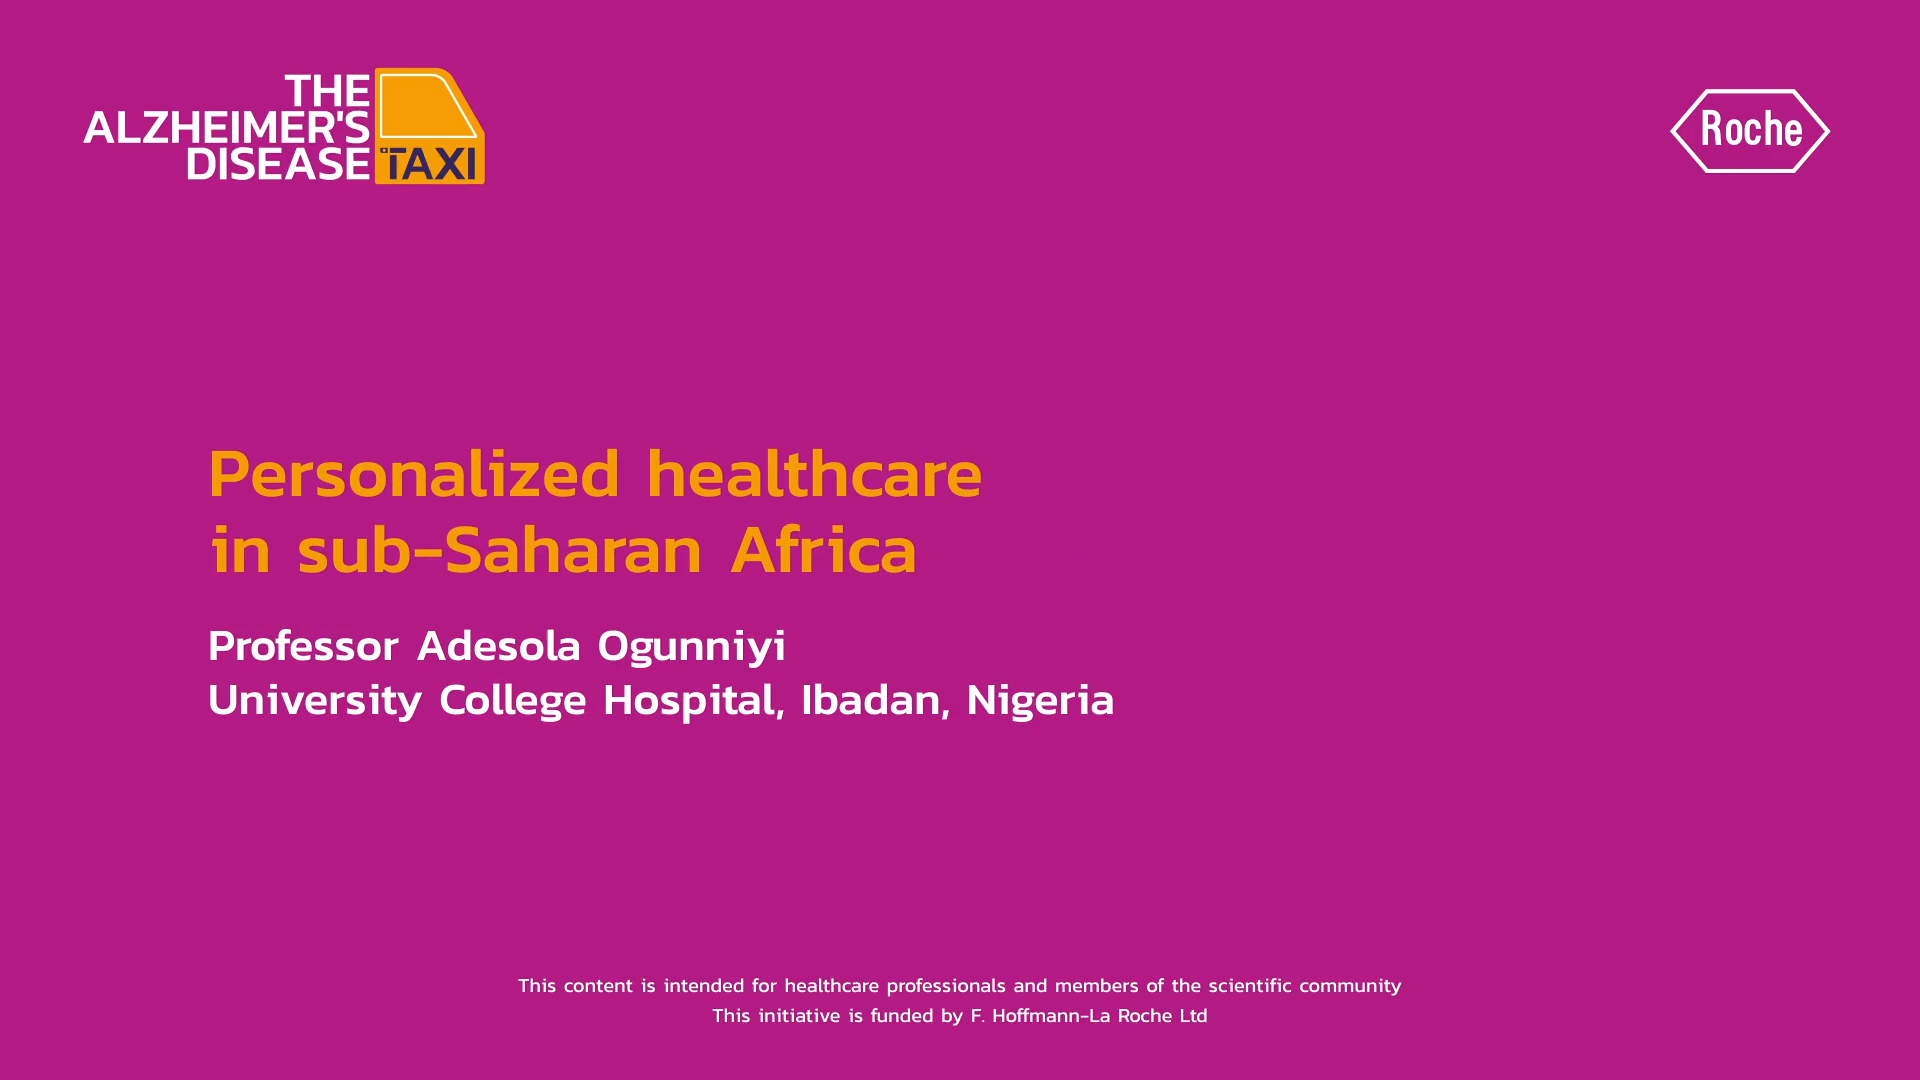 THE
ALZHEIMER'S
DISEASE
TAXI
Roche
Personalized healthcare
in sub-Saharan Africa
Professor Adesola Ogunniyi
University College Hospital, Ibadan, Nigeria
This content is intended for healthcare professionals and members of the scientific community
This initiative is funded by F. Hoffmann-La Roche Ltd